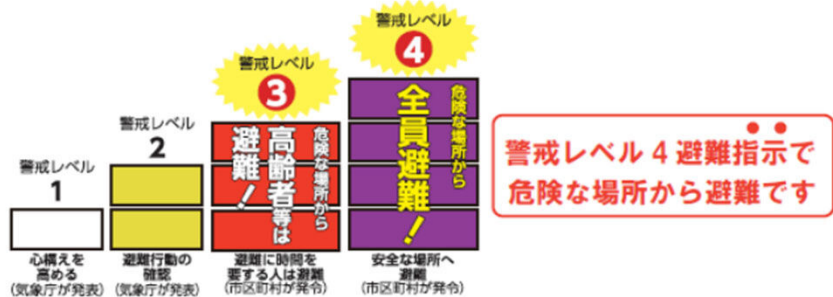 警戒レベル
1
心構えを
高める
(気象庁が発表)
警戒レベル
2
避難行動の
確認
(気象庁が発表)
警戒レベル
3
危険な場所から
高齢者等は
避難!
避難に時間を
要する人は避難
(市区町村が発令)
警戒レベル
4
危険な場所から
全員避難!
安全な場所へ
避難
(市区町村が発令)
警戒レベル4避難指示で
危険な場所から避難です